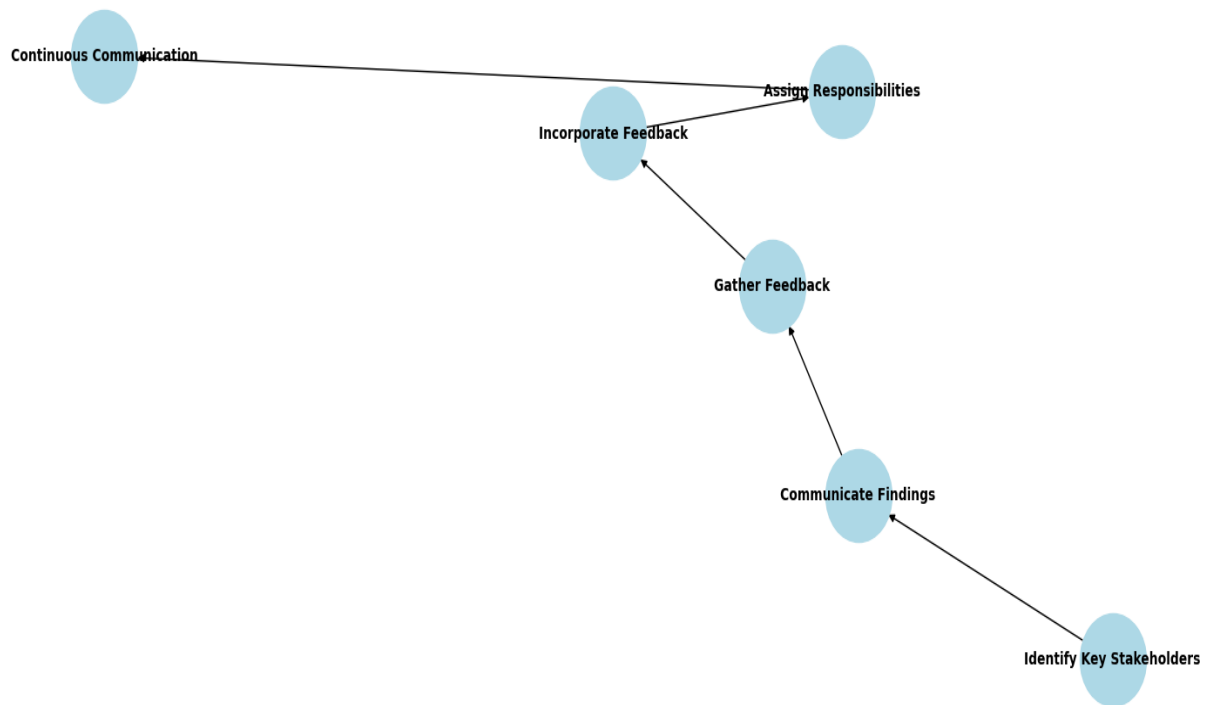 Continuous Communication
Assign Responsibilities
Incorporate Feedback
Gather Feedback
Communicate Findings
Identify Key Stakeholders